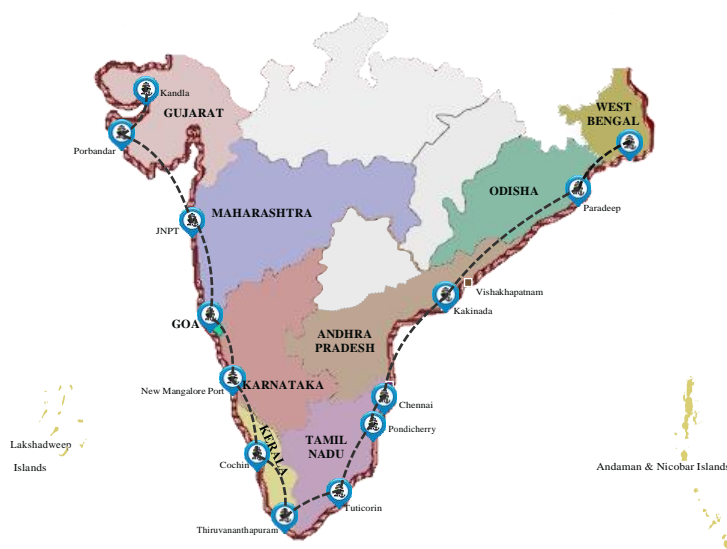 Kandla
WEST
BENGAL
GUJARAT
Porbandar
ODISHA
MAHARASHTRA
Paradeep
JNPT
Vishakhapatnam
Kakinada
GOA
ANDHRA
PRADESH
New Mangalore Port
KARNATAKA
Chennai
Pondicherry
KERALA
TAMIL
NADU
Lakshadweep
Islands
Cochin
Andaman & Nicobar Islands
Tuticorin
Thiruvananthapuram